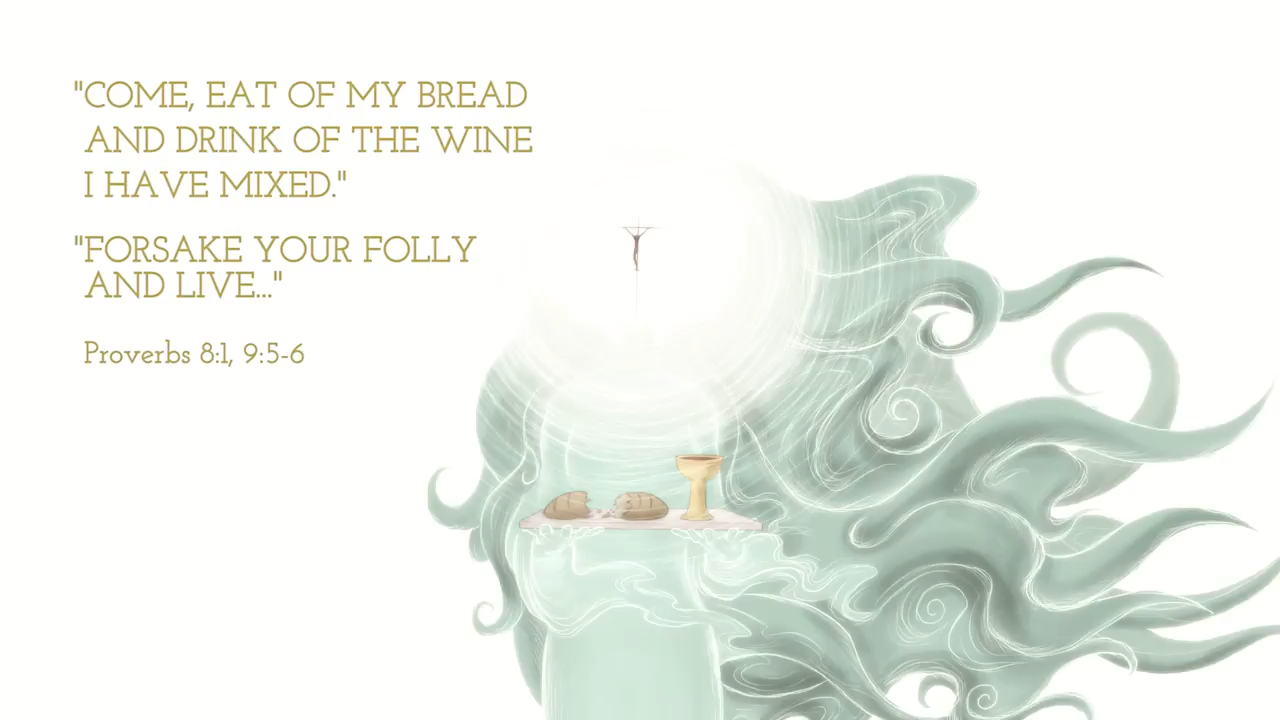 "COME, EAT OF MY BREAD
AND DRINK OF THE WINE
I HAVE MIXED."
"FORSAKE YOUR FOLLY
AND LIVE..."
Proverbs 8:1, 9:5-6